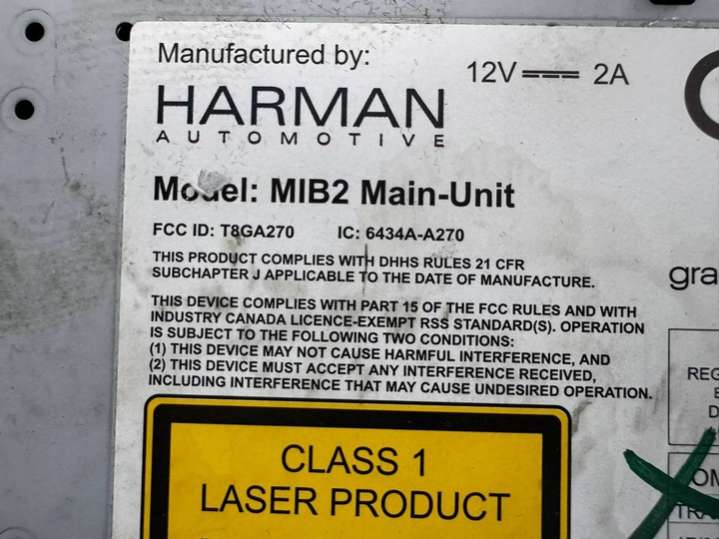 Manufactured by:
12V 2A
HARMAN
AUTOMOTIVE
Model: MIB2 Main-Unit
FCC ID: T8GA270 IC: 6434A-A270
THIS PRODUCT COMPLIES WITH DHHS RULES 21 CFR
SUBCHAPTER J APPLICABLE TO THE DATE OF MANUFACTURE.
THIS DEVICE COMPLIES WITH PART 15 OF THE FCC RULES AND WITH
INDUSTRY CANADA LICENCE-EXEMPT RSS STANDARD(S). OPERATION
IS SUBJECT TO THE FOLLOWING TWO CONDITIONS:
(1) THIS DEVICE MAY NOT CAUSE HARMFUL INTERFERENCE, AND
(2) THIS DEVICE MUST ACCEPT ANY INTERFERENCE RECEIVED,
INCLUDING INTERFERENCE THAT MAY CAUSE UNDESIRED OPERATION.
gra
REG
CLASS 1
LASER PRODUCT
OM
TRA